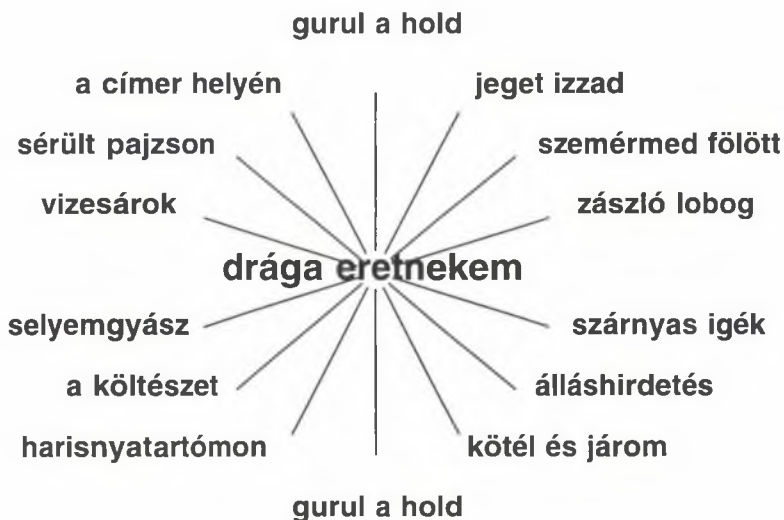 gurul a hold
a címer helyén jeget izzad
sérült pajzson szemérmed fölött
vizesárok zászló lobog
drága eretnekem
selyemgyász szárnyas igék
a költészet álláshirdetés
harisnyatartómon kötél és járom
gurul a hold